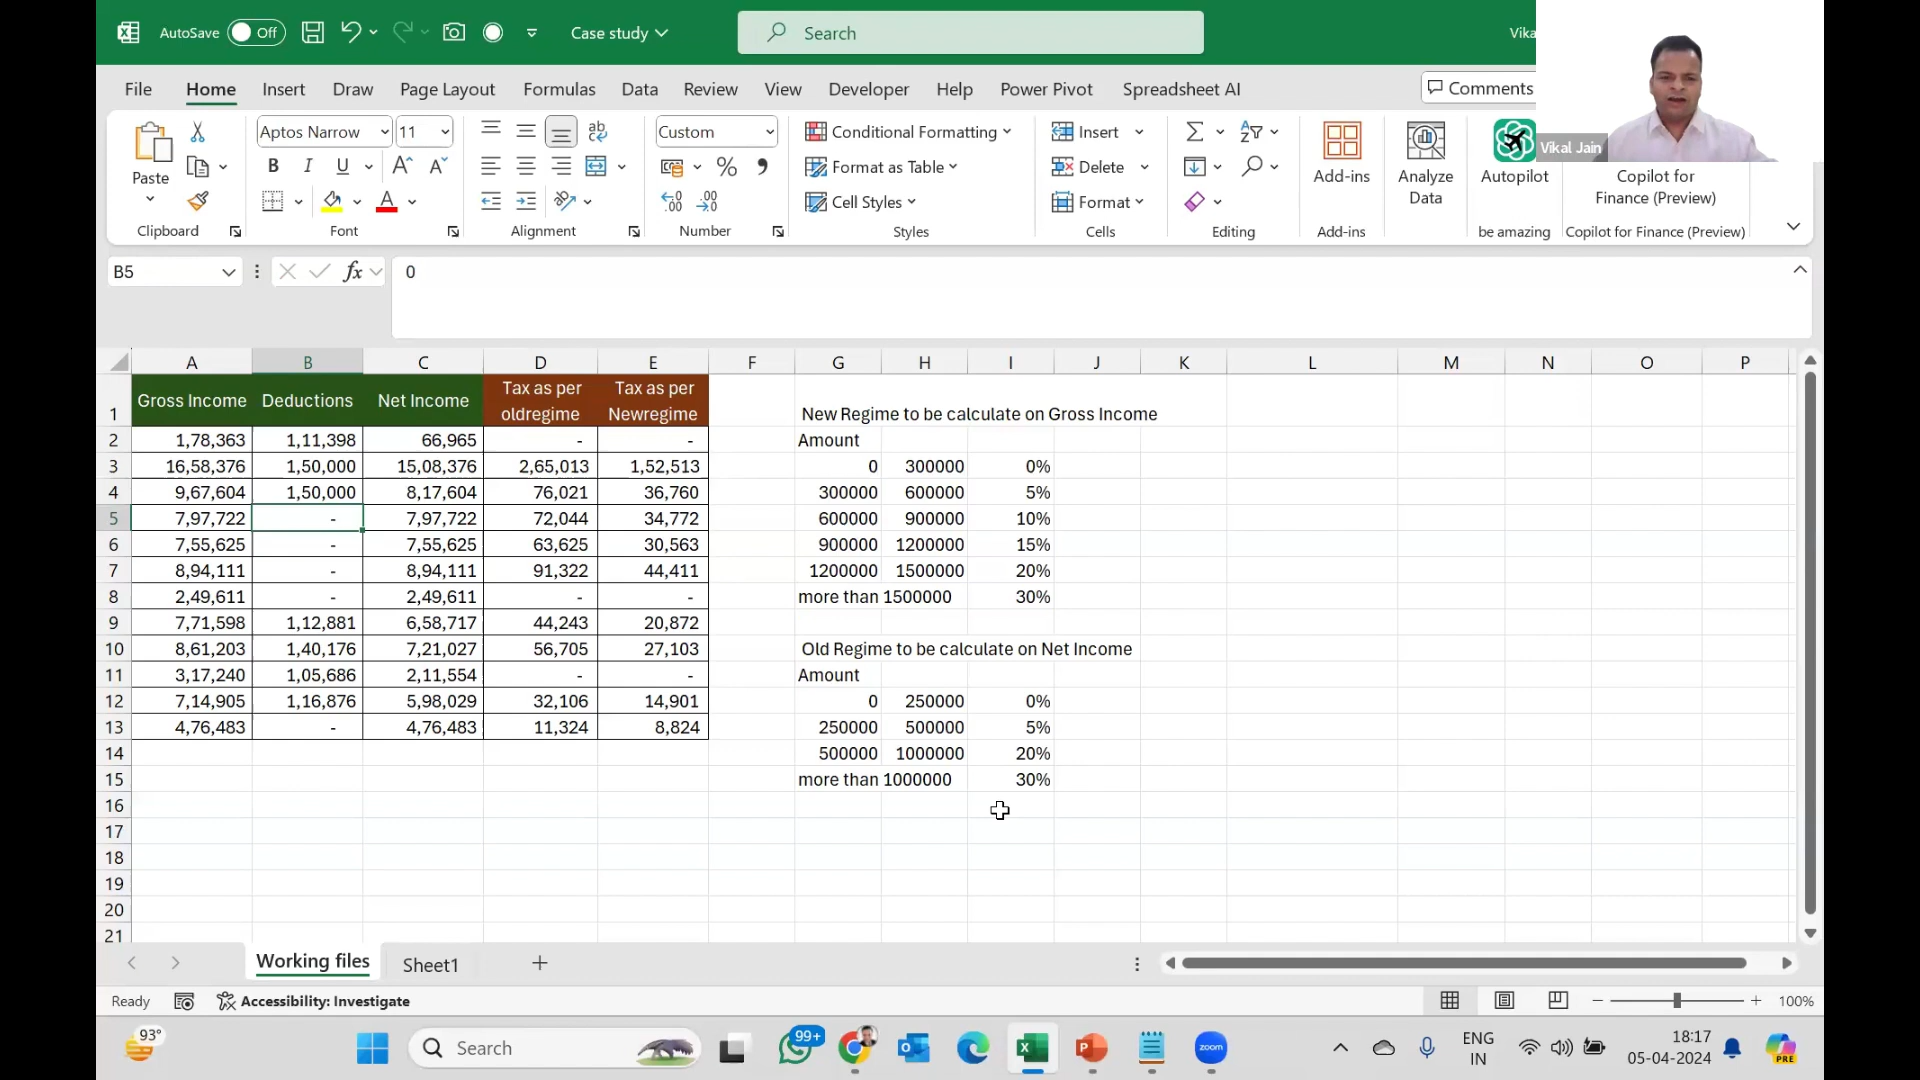 AutoSave Off Case study Search Vika
File Home Insert Draw Page Layout Formulas Data Review View Developer Help Power Pivot Spreadsheet AI Comments
Vikal Jain
Aptos Narrow 11 Custom Conditional Formatting Insert
Paste B I U Format as Table Delete Add-ins Analyze Data Autopilot Copilot for Finance (Preview)
Cell Styles Format
Clipboard Font Alignment Number Styles Cells Editing Add-ins be amazing Copilot for Finance (Preview)
B5 fx 0
A B C D E F G H I J K L M N O P
1 Gross Income Deductions Net Income Tax as per oldregime Tax as per Newregime New Regime to be calculate on Gross Income
2 1,78,363 1,11,398 66,965 - - Amount
3 16,58,376 1,50,000 15,08,376 2,65,013 1,52,513 0 300000 0%
4 9,67,604 1,50,000 8,17,604 76,021 36,760 300000 600000 5%
5 7,97,722 - 7,97,722 72,044 34,772 600000 900000 10%
6 7,55,625 - 7,55,625 63,625 30,563 900000 1200000 15%
7 8,94,111 - 8,94,111 91,322 44,411 1200000 1500000 20%
8 2,49,611 - 2,49,611 - - more than 1500000 30%
9 7,71,598 1,12,881 6,58,717 44,243 20,872
10 8,61,203 1,40,176 7,21,027 56,705 27,103 Old Regime to be calculate on Net Income
11 3,17,240 1,05,686 2,11,554 - - Amount
12 7,14,905 1,16,876 5,98,029 32,106 14,901 0 250000 0%
13 4,76,483 - 4,76,483 11,324 8,824 250000 500000 5%
14 500000 1000000 20%
15 more than 1000000 30%
16
17
18
19
20
21
Working files Sheet1
Ready Accessibility: Investigate 100%
93° Search 99+ zoom ENG IN 18:17 05-04-2024 PRE